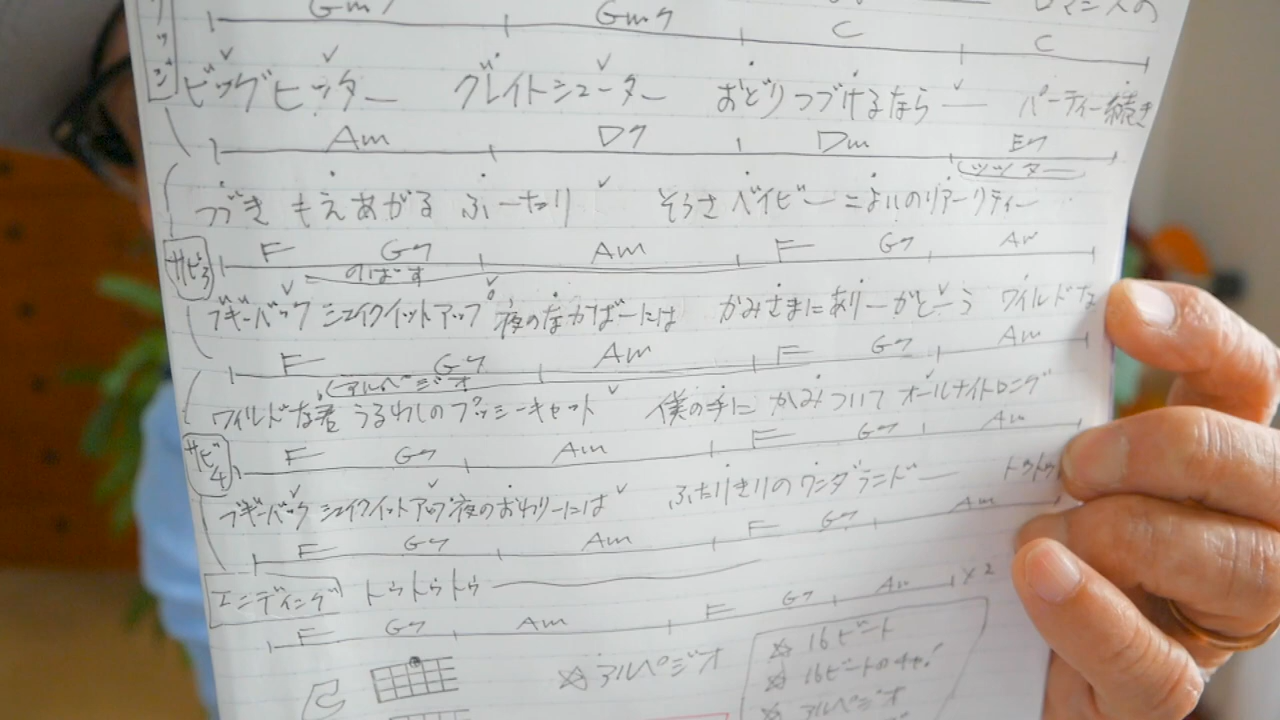 Gm7 Gm7 C C
ビッグヒッター グレイトシューター おどりつづけるなら— パーティー続き
Am D7 Dm E7
ッッター
づき もえあがる ふーたり そうさ ベイビー こよいのリアーリティー
サビ3 F G7 Am F G7 Am
のばす
ブギーバック シェイクイットアップ 夜のなかばーには かみさまにありーがとーう ワイルドな
F G7 Am F G7 Am
アルペジオ
ワイルドな君 うるわしのプッシーキャット 僕の手に かみついて オールナイトロング
サビ4 F G7 Am F G7 Am
ブギーバック シェイクイットアップ 夜のおわりーには ふたりきりのワンダランドー トゥトゥ
F G7 Am F G7 Am
エンディング トゥトゥトゥ
F G7 Am F G7 Am ×2
C ☆アルペジオ
☆16ビート
☆16ビートのチャ
☆アルペジオ